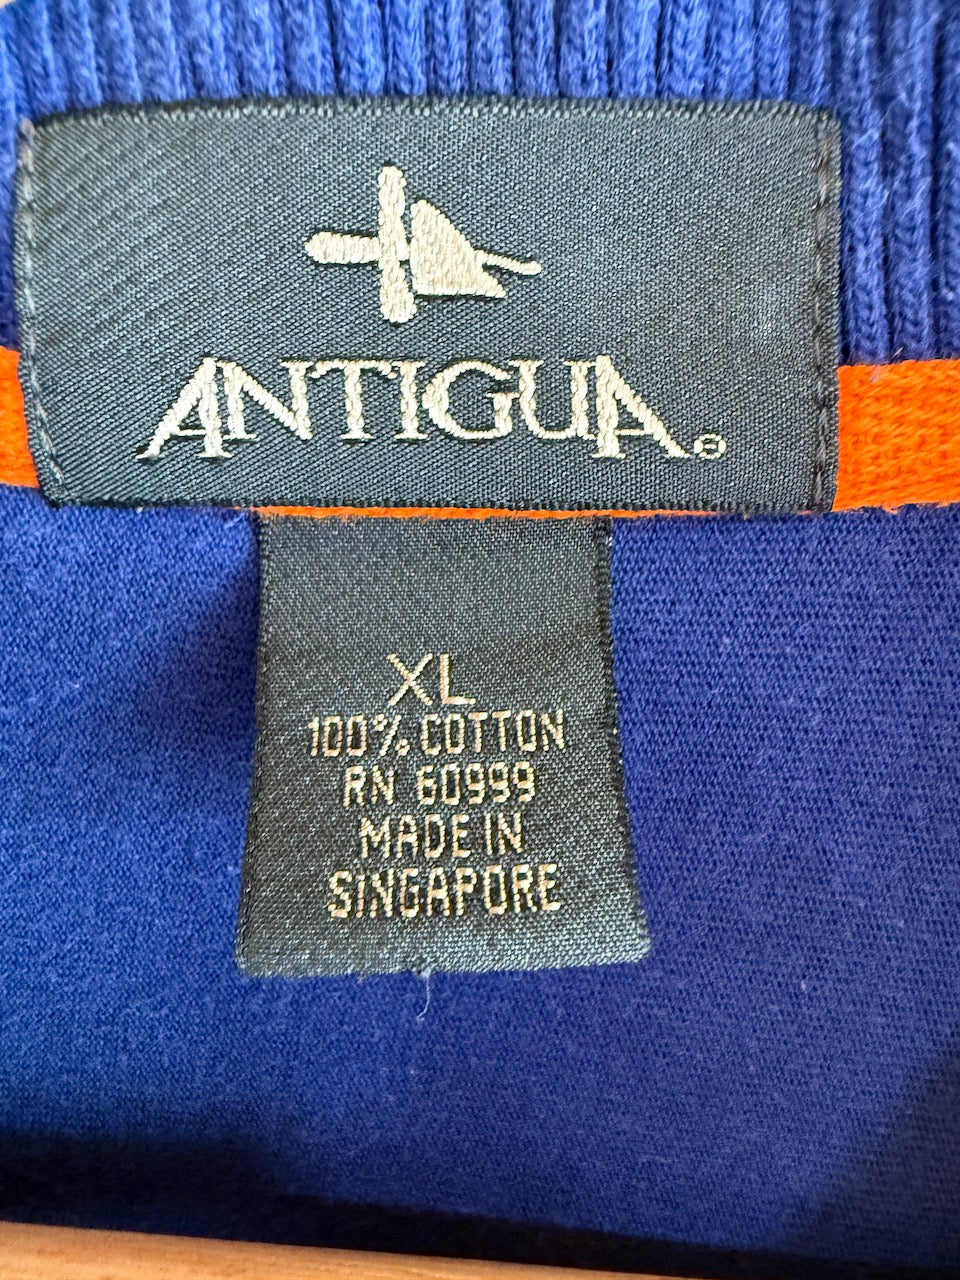 ANTIGUA®
XL
100% COTTON
RN 60999
MADE IN
SINGAPORE